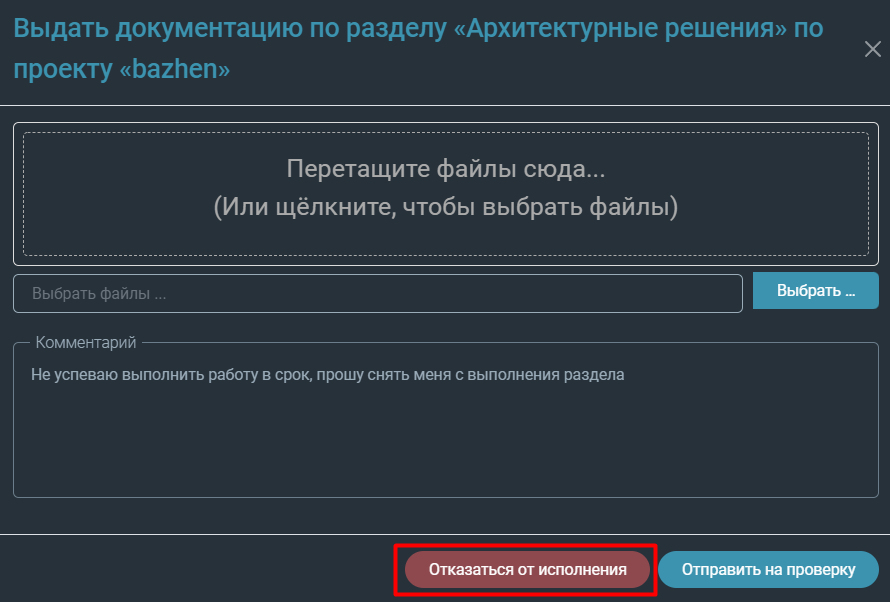 Выдать документацию по разделу «Архитектурные решения» по
проекту «bazhen»
Перетащите файлы сюда...
(Или щёлкните, чтобы выбрать файлы)
Выбрать файлы ...
Выбрать ...
Комментарий
Не успеваю выполнить работу в срок, прошу снять меня с выполнения раздела
Отказаться от исполнения
Отправить на проверку